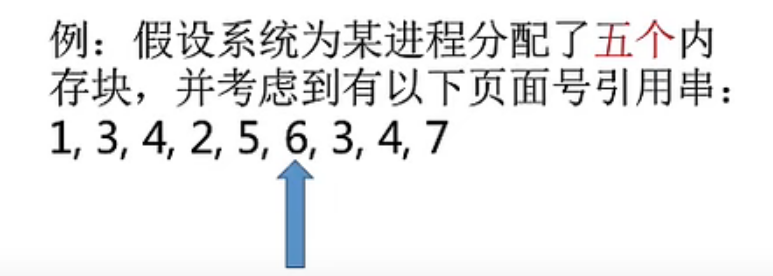 例：假设系统为某进程分配了五个内
存块，并考虑到有以下页面号引用串：
1, 3, 4, 2, 5, 6, 3, 4, 7